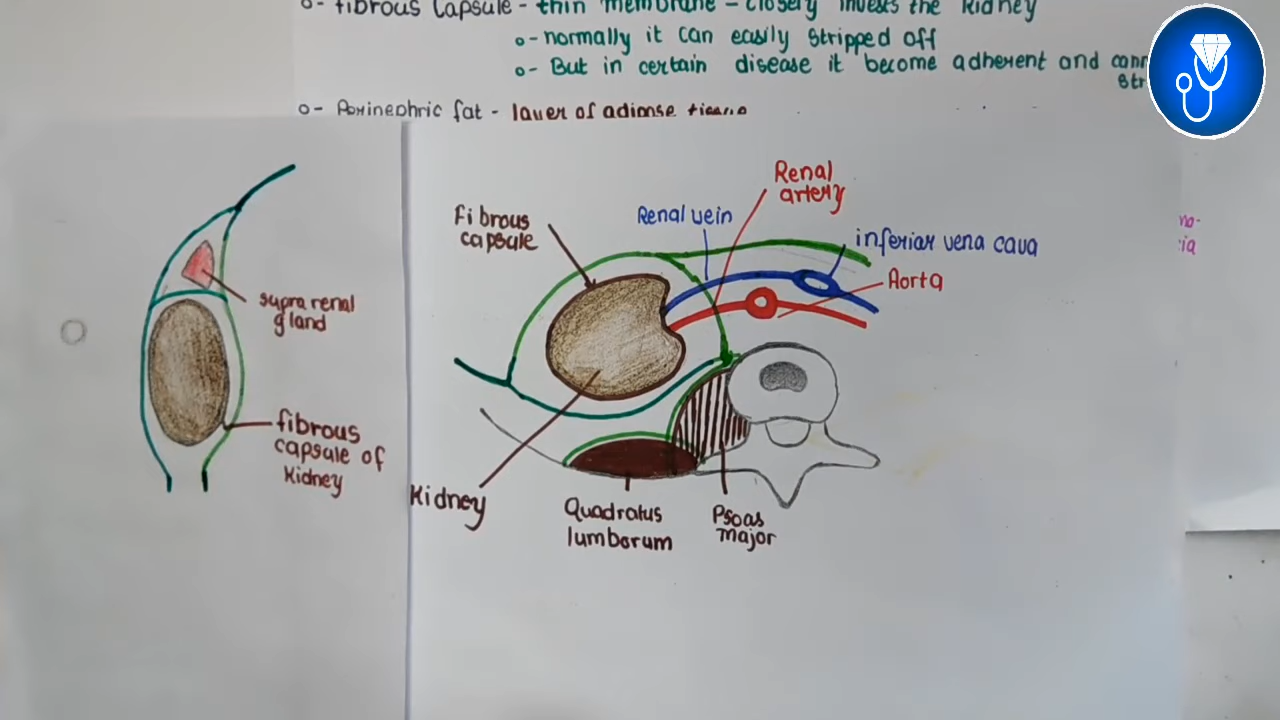 o- fibrous Capsule - thin membrane - closely invests the kidney
o- normally it can easily stripped off
o- But in certain disease it become adherent and
o- Perinephric fat - layer of adipose tissue
Renal
artery
Fibrous
capsule
Renal vein
inferiar vena cava
Aorta
supra renal
gland
fibrous
capsule of
Kidney
Kidney
Quadratus
lumborum
Psoas
major